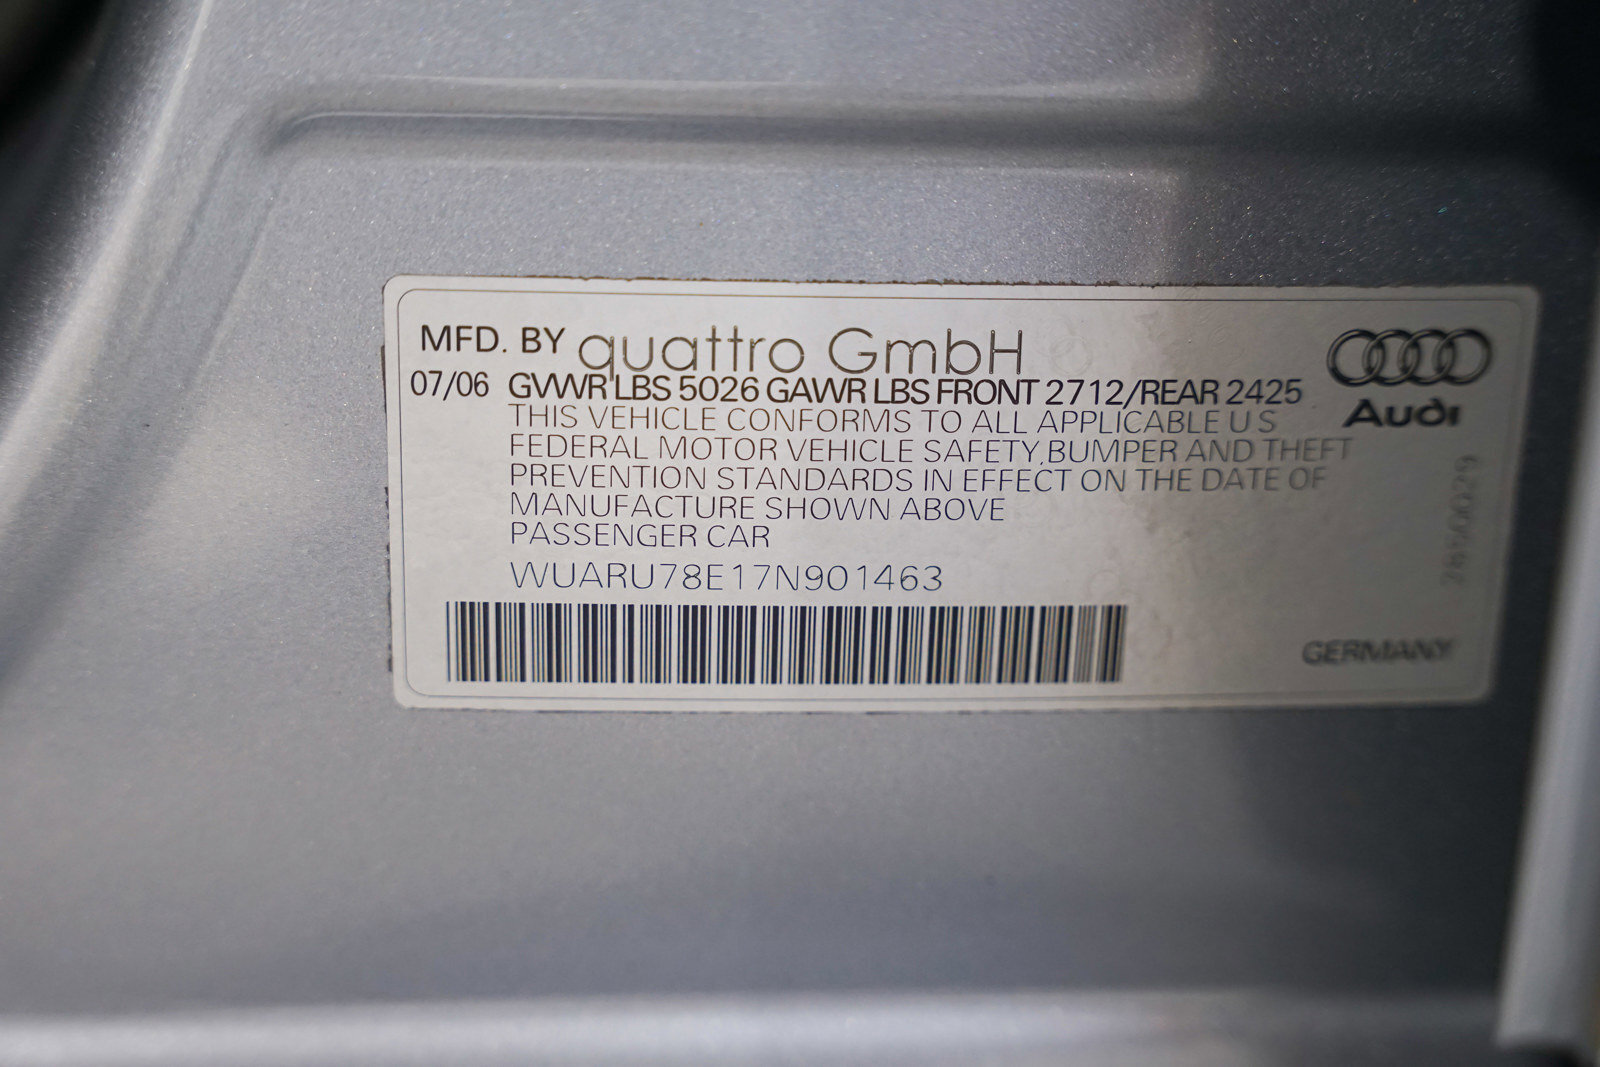 MFD. BY quattro GmbH
07/06 GVWR LBS 5026 GAWR LBS FRONT 2712/REAR 2425
Audi
THIS VEHICLE CONFORMS TO ALL APPLICABLE U S
FEDERAL MOTOR VEHICLE SAFETY, BUMPER AND THEFT
PREVENTION STANDARDS IN EFFECT ON THE DATE OF
MANUFACTURE SHOWN ABOVE
PASSENGER CAR
WUARU78E17N901463
GERMANY